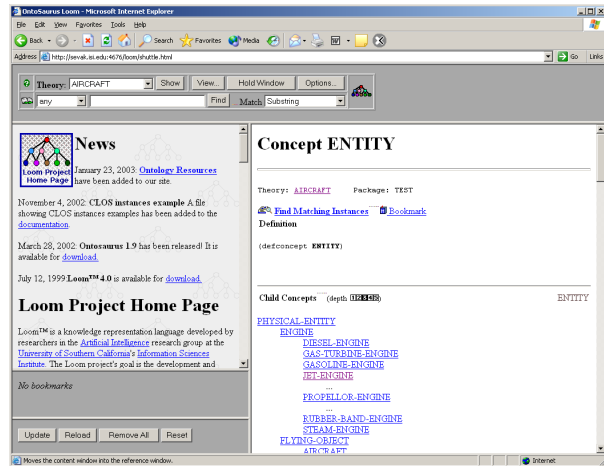 OntoSaurus Loom - Microsoft Internet Explorer
File Edit View Favorites Tools Help
Back Search Favorites Media
Address http://sevak.isi.edu:4676/loom/shuttle.html Go Links
Theory: AIRCRAFT Show View... Hold Window Options...
any Find Match Substring
News
Loom Project
Home Page
January 23, 2003: Ontology Resources
have been added to our site.
November 4, 2002: CLOS instances example A file
showing CLOS instances examples has been added to the
documentation.
March 28, 2002: Ontosaurus 1.9 has been released! It is
available for download.
July 12, 1999:Loom™ 4.0 is available for download.
Loom Project Home Page
Loom™ is a knowledge representation language developed by
researchers in the Artificial Intelligence research group at the
University of Southern California's Information Sciences
Institute. The Loom project's goal is the development and
No bookmarks
Update Reload Remove All Reset
Concept ENTITY
Theory: AIRCRAFT Package: TEST
Find Matching Instances Bookmark
Definition
(defconcept ENTITY)
Child Concepts (depth 1 2 3 4 5) ENTITY
PHYSICAL-ENTITY
ENGINE
DIESEL-ENGINE
GAS-TURBINE-ENGINE
GASOLINE-ENGINE
JET-ENGINE
...
PROPELLOR-ENGINE
...
RUBBER-BAND-ENGINE
STEAM-ENGINE
FLYING-OBJECT
AIRCRAFT
Moves the content window into the reference window. Internet